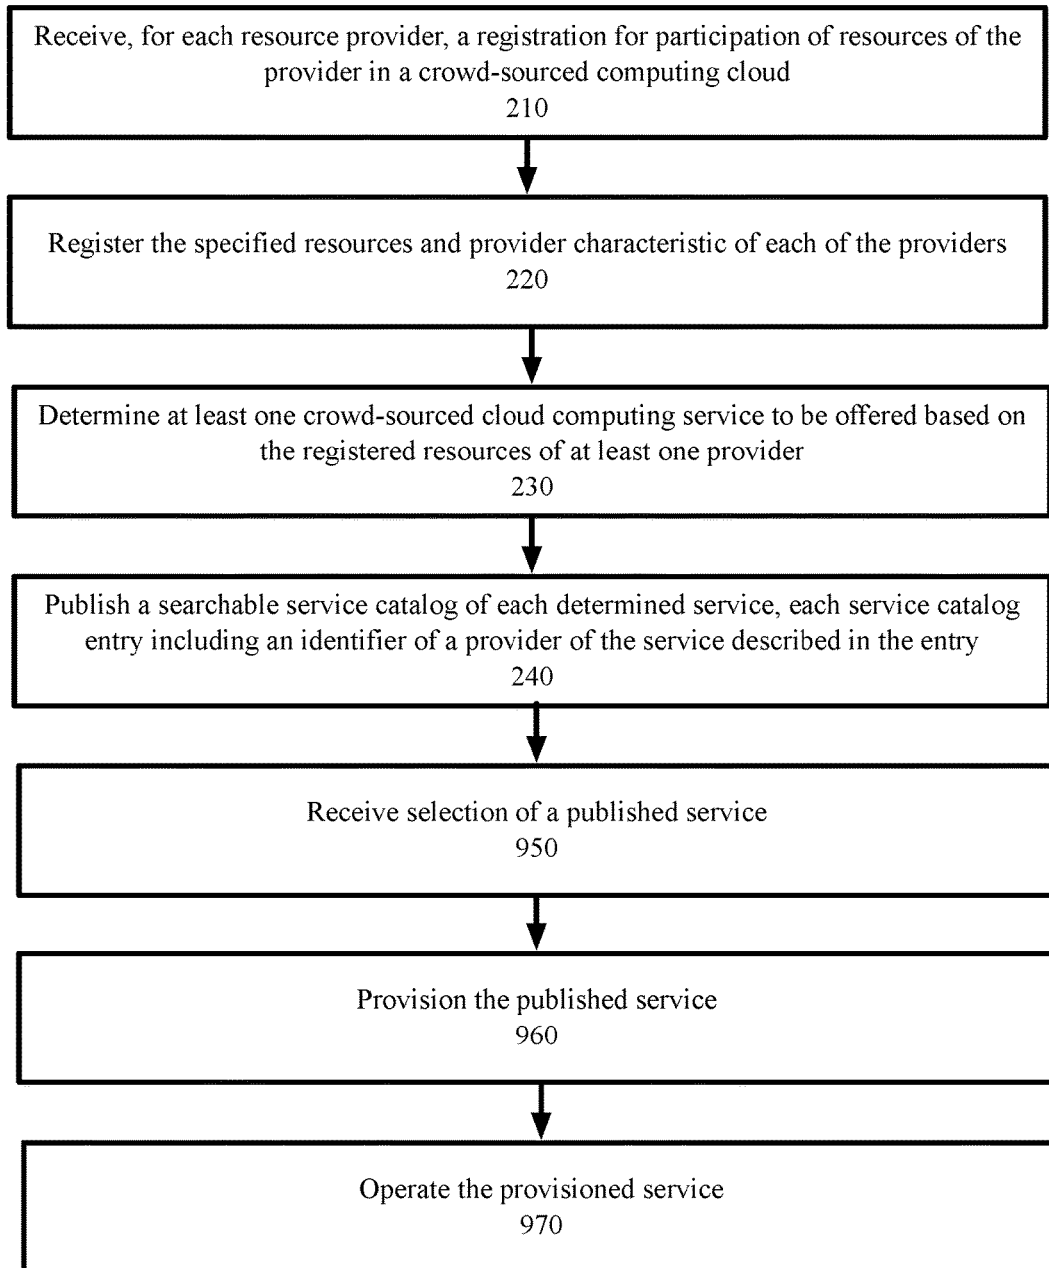 Receive, for each resource provider, a registration for participation of resources of the
provider in a crowd-sourced computing cloud
210
Register the specified resources and provider characteristic of each of the providers
220
Determine at least one crowd-sourced cloud computing service to be offered based on
the registered resources of at least one provider
230
Publish a searchable service catalog of each determined service, each service catalog
entry including an identifier of a provider of the service described in the entry
240
Receive selection of a published service
950
Provision the published service
960
Operate the provisioned service
970